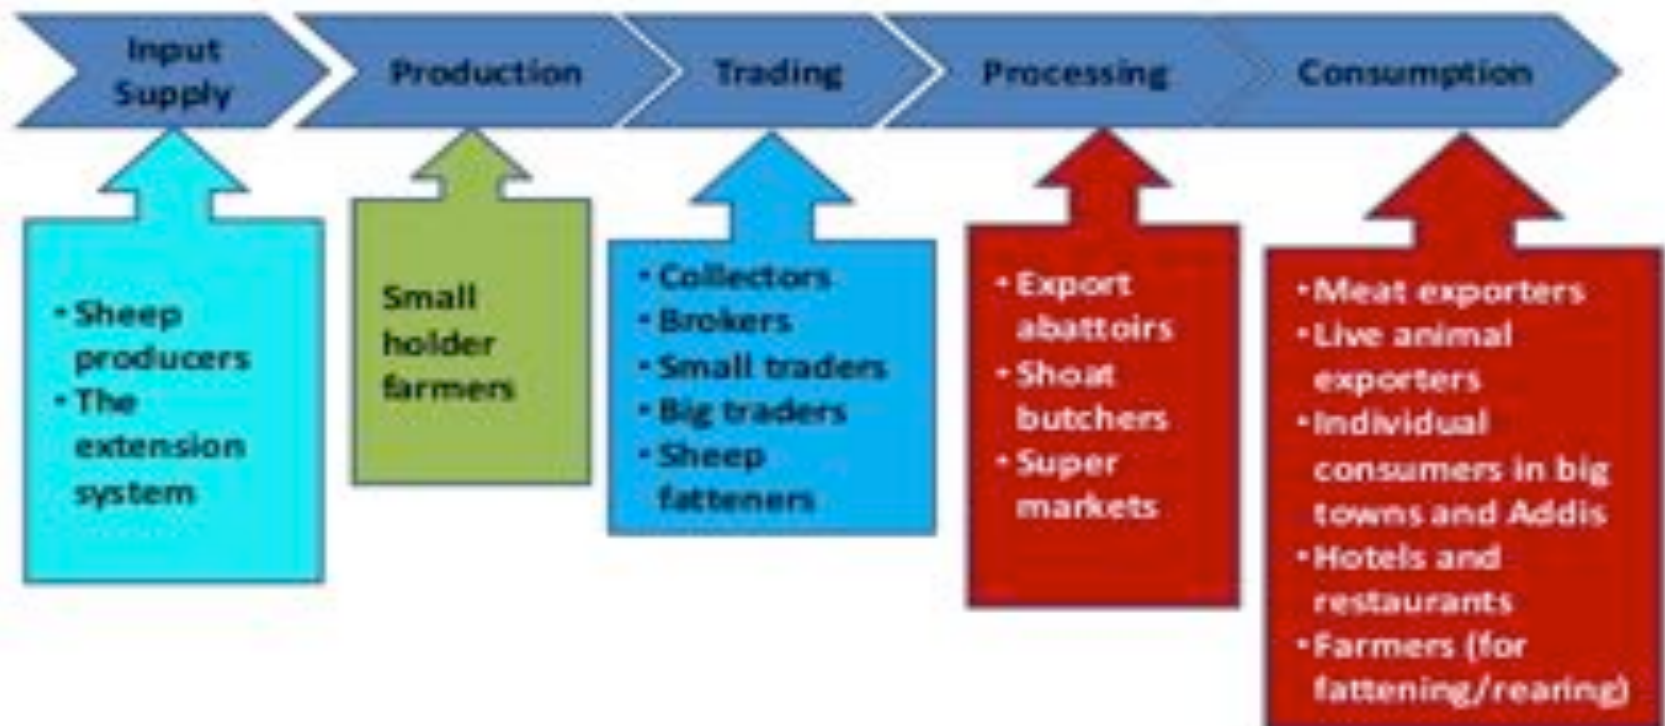 Input
Supply
Production
Trading
Processing
Consumption
• Sheep
producers
• The
extension
system
Small
holder
farmers
• Collectors
• Brokers
• Small traders
• Big traders
• Sheep
fatteners
• Export
abattoirs
• Shoat
butchers
• Super
markets
• Meat exporters
• Live animal
exporters
• Individual
consumers in big
towns and Addis
• Hotels and
restaurants
• Farmers (for
fattening/rearing)